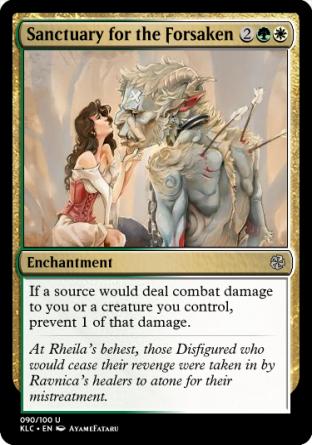 Sanctuary for the Forsaken 2
Enchantment
If a source would deal combat damage
to you or a creature you control,
prevent 1 of that damage.
At Rheila's behest, those Disfigured who
would cease their revenge were taken in by
Ravnica's healers to atone for their
mistreatment.
090/100 U
KLC • EN AyameFataru